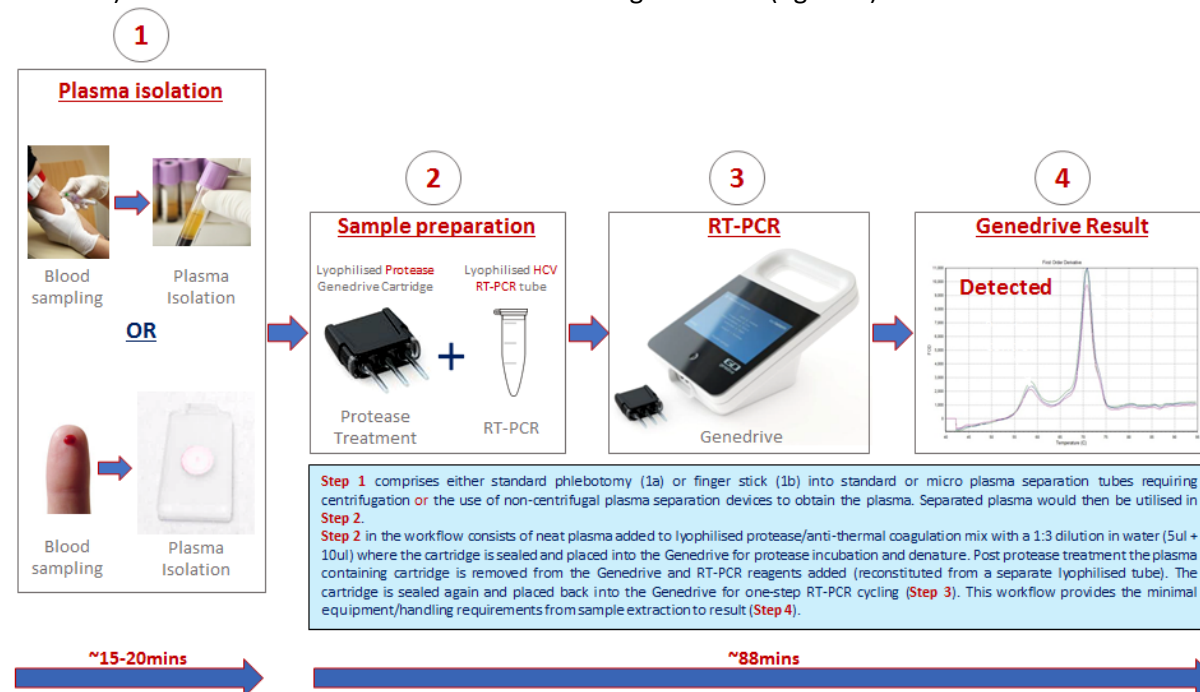 1
Plasma isolation
Blood
sampling
Plasma
Isolation
OR
Blood
sampling
Plasma
Isolation
2
Sample preparation
Lyophilised Protease
Genedrive Cartridge
Lyophilised HCV
RT-PCR tube
+
Protease
Treatment
RT-PCR
3
RT-PCR
Genedrive
4
Genedrive Result
First Order Derivative
Detected
Temperature (C)
Step 1 comprises either standard phlebotomy (1a) or finger stick (1b) into standard or micro plasma separation tubes requiring
centrifugation or the use of non-centrifugal plasma separation devices to obtain the plasma. Separated plasma would then be utilised in
Step 2.
Step 2 in the workflow consists of neat plasma added to lyophilised protease/anti-thermal coagulation mix with a 1:3 dilution in water (5ul +
10ul) where the cartridge is sealed and placed into the Genedrive for protease incubation and denature. Post protease treatment the plasma
containing cartridge is removed from the Genedrive and RT-PCR reagents added (reconstituted from a separate lyophilised tube). The
cartridge is sealed again and placed back into the Genedrive for one-step RT-PCR cycling (Step 3). This workflow provides the minimal
equipment/handling requirements from sample extraction to result (Step 4).
~15-20mins
~88mins